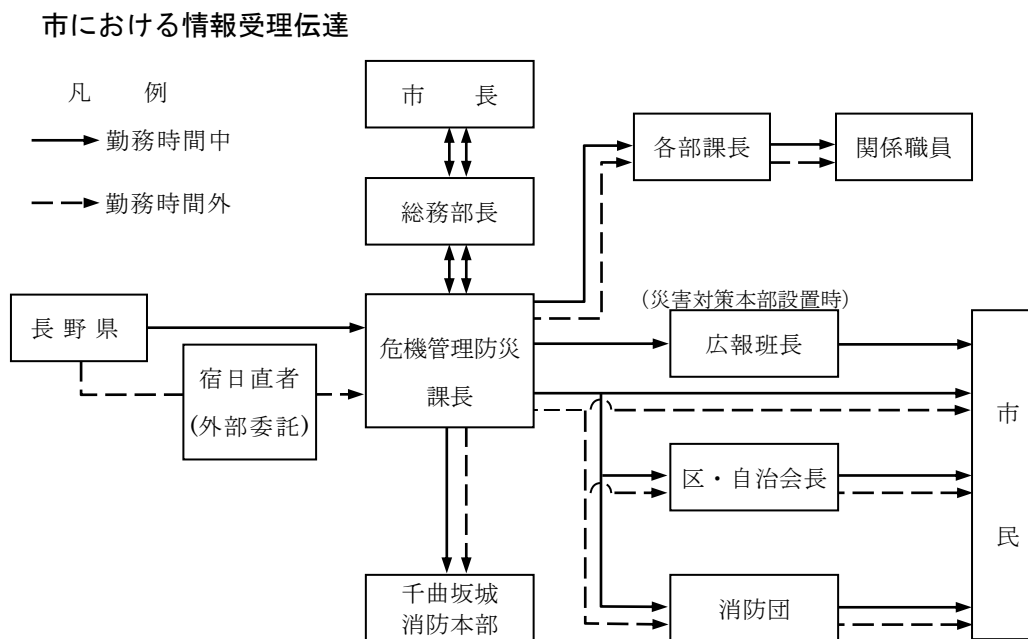 市における情報受理伝達
凡 例
勤務時間中
勤務時間外
市 長
総務部長
各部課長
関係職員
長野県
宿日直者
(外部委託)
危機管理防災
課長
(災害対策本部設置時)
広報班長
区・自治会長
消防団
市
民
千曲坂城
消防本部